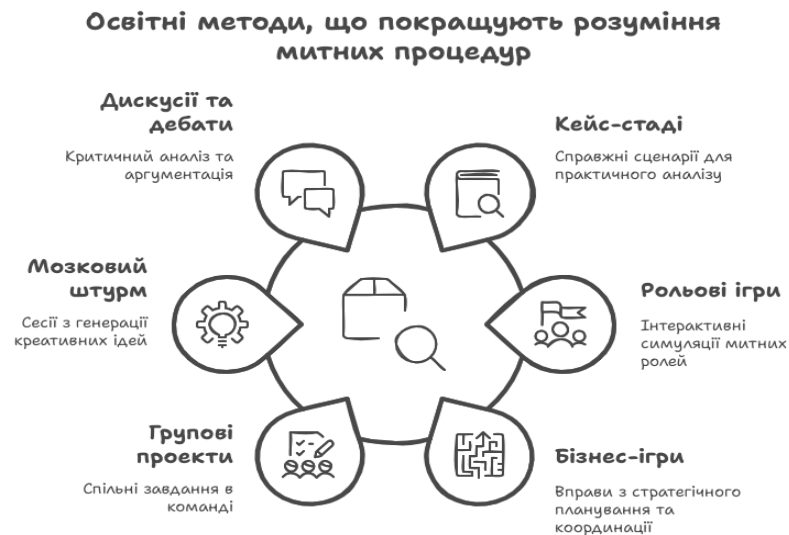 Освітні методи, що покращують розуміння
митних процедур
Дискусії та
дебати
Критичний аналіз та
аргументація
Кейс-стаді
Справжні сценарії для
практичного аналізу
Мозковий
штурм
Сесії з генерації
креативних ідей
Рольові ігри
Інтерактивні
симуляції митних
ролей
Групові
проекти
Спільні завдання в
команді
Бізнес-ігри
Вправи з стратегічного
планування та
координації